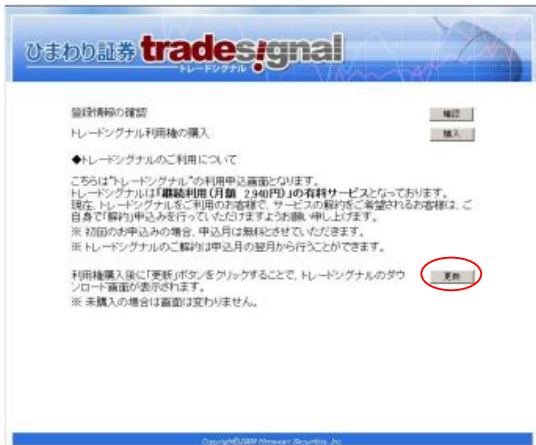 ひまわり証券 tradesignal
トレードシグナル
登録情報の確認
確認
トレードシグナル利用権の購入
購入
◆トレードシグナルのご利用について
こちらは"トレードシグナル"の利用申込画面となります。
トレードシグナルは「継続利用(月額 2,940円)」の有料サービスとなっております。
現在、トレードシグナルをご利用のお客様で、サービスの解約をご希望されるお客様は、ご
自身で「解約」申込みを行っていただけますようお願い申し上げます。
※ 初回のお申込みの場合、申込月は無料とさせていただきます。
※ トレードシグナルのご解約は申込月の翌月から行うことができます。
利用権購入後に「更新」ボタンをクリックすることで、トレードシグナルのダウ
ンロード画面が表示されます。
更新
※ 未購入の場合は画面は変わりません。
Copyright©2009 Himawari Securities, Inc